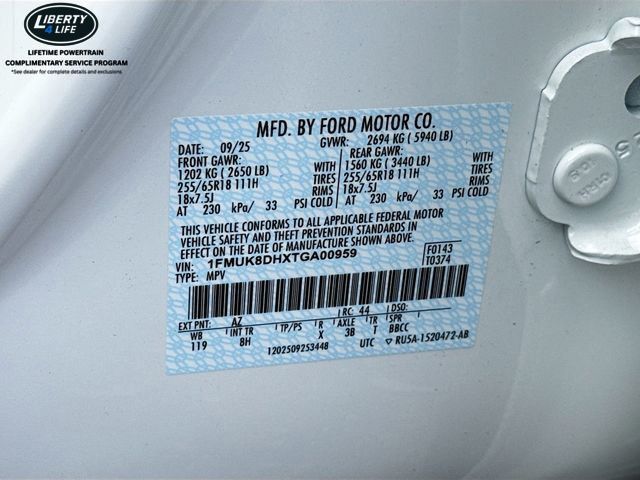 LIBERTY
4 LIFE
LIFETIME POWERTRAIN
COMPLIMENTARY SERVICE PROGRAM
*See dealer for complete details and exclusions.
MFD. BY FORD MOTOR CO.
DATE: 09/25 GVWR: 2694 KG ( 5940 LB)
FRONT GAWR: REAR GAWR:
1202 KG ( 2650 LB) WITH 1560 KG ( 3440 LB) WITH
255/65R18 111H TIRES 255/65R18 111H TIRES
18x7.5J RIMS 18x7.5J RIMS
AT 230 kPa/ 33 PSI COLD AT 230 kPa/ 33 PSI COLD
THIS VEHICLE CONFORMS TO ALL APPLICABLE FEDERAL MOTOR
VEHICLE SAFETY AND THEFT PREVENTION STANDARDS IN
EFFECT ON THE DATE OF MANUFACTURE SHOWN ABOVE.
VIN: 1FMUK8DHXTGA00959 F0143
TYPE: MPV T0374
EXT PNT: AZ RC: 44 DSO:
WB INT TR TP/PS R AXLE TR SPR
119 8H X 3B T BBCC
1202509253448 UTC ▽ RU5A-1520472-AB